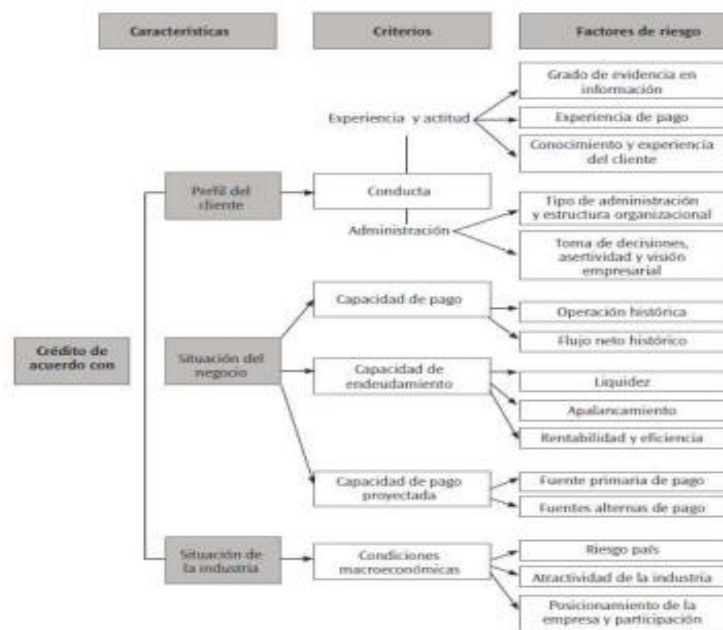 Características
Criterios
Factores de riesgo
Grado de evidencia en
información
Experiencia y actitud
Experiencia de pago
Conocimiento y experiencia
del cliente
Perfil del
cliente
Conducta
Tipo de administración
y estructura organizacional
Administración
Toma de decisiones,
asertividad y visión
empresarial
Capacidad de pago
Operación histórica
Flujo neto histórico
Crédito de
acuerdo con
Situación del
negocio
Capacidad de
endeudamiento
Liquidez
Apalancamiento
Rentabilidad y eficiencia
Capacidad de pago
proyectada
Fuente primaria de pago
Fuentes alternas de pago
Situación de
la industria
Condiciones
macroeconómicas
Riesgo país
Atractividad de la industria
Posicionamiento de la
empresa y participación